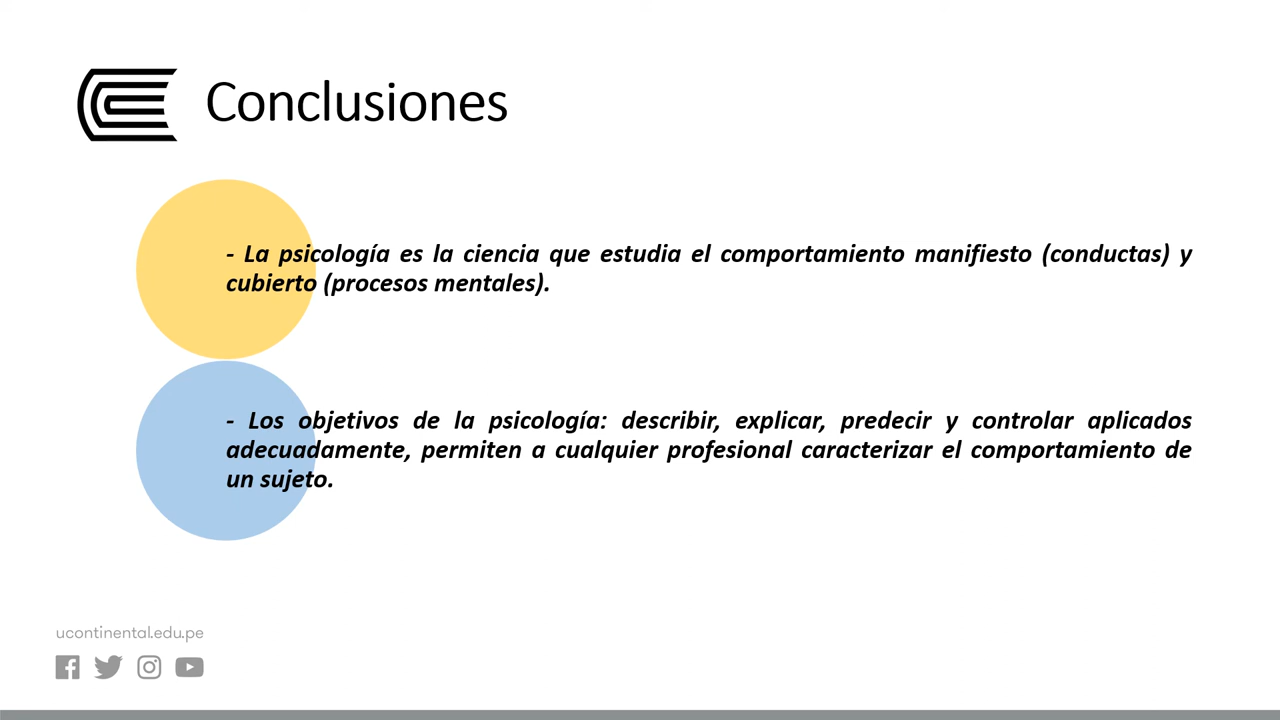 Conclusiones
- La psicología es la ciencia que estudia el comportamiento manifiesto (conductas) y
cubierto (procesos mentales).
- Los objetivos de la psicología: describir, explicar, predecir y controlar aplicados
adecuadamente, permiten a cualquier profesional caracterizar el comportamiento de
un sujeto.
ucontinental.edu.pe